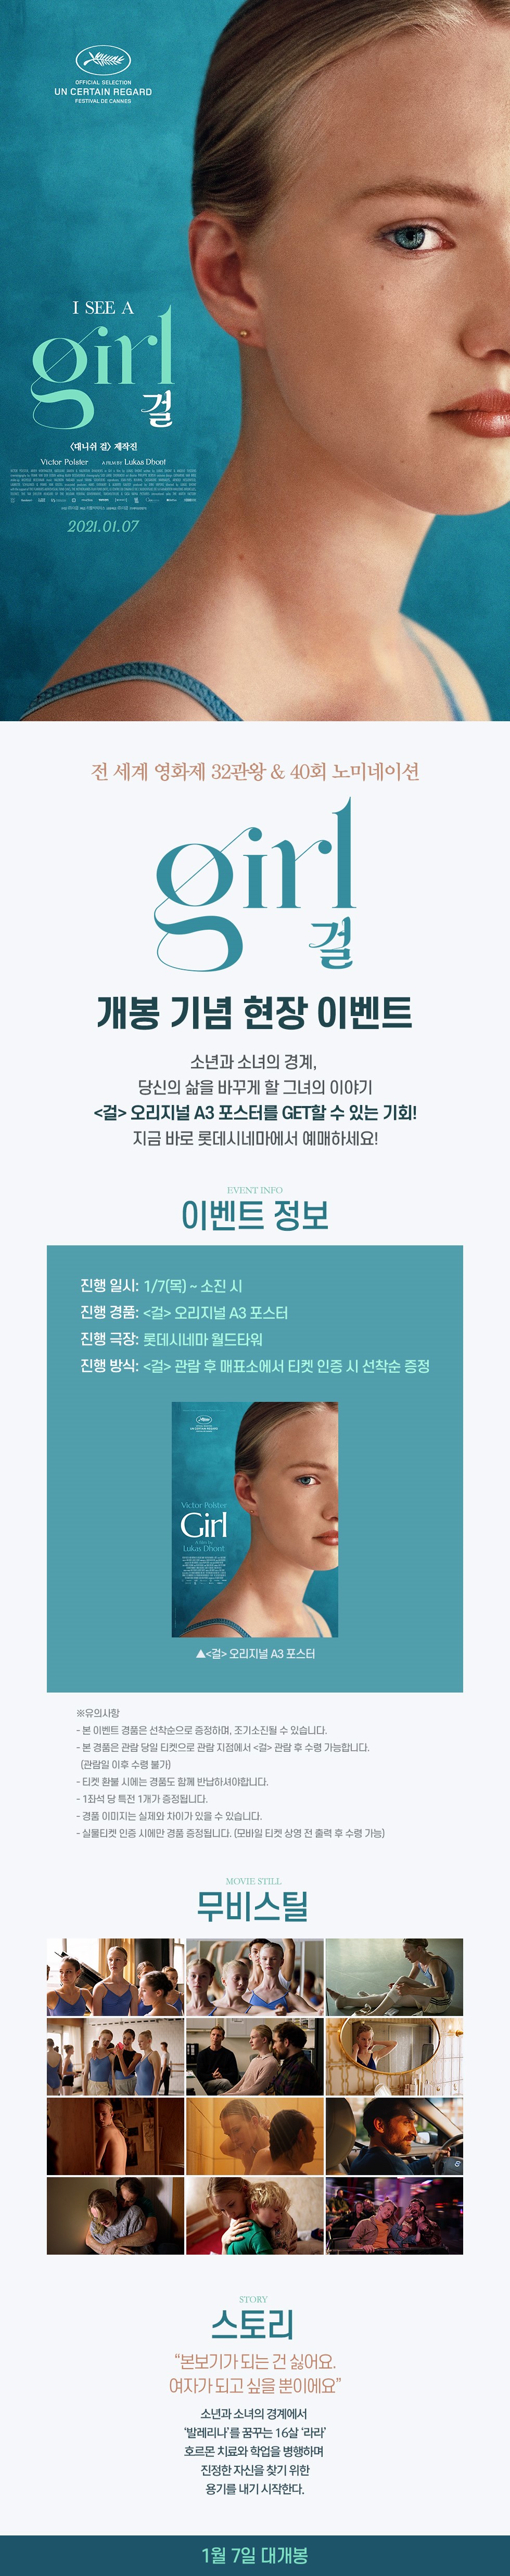 OFFICIAL SELECTION
UN CERTAIN REGARD
FESTIVAL DE CANNES
I SEE A
girl
걸
<대니쉬 걸> 제작진
Victor Polster A FILM BY Lukas Dhont
2021.01.07
전 세계 영화제 32관왕 & 40회 노미네이션
girl
걸
개봉 기념 현장 이벤트
소년과 소녀의 경계,
당신의 삶을 바꾸게 할 그녀의 이야기
<걸> 오리지널 A3 포스터를 GET할 수 있는 기회!
지금 바로 롯데시네마에서 예매하세요!
EVENT INFO
이벤트 정보
진행 일시: 1/7(목) ~ 소진 시
진행 경품: <걸> 오리지널 A3 포스터
진행 극장: 롯데시네마 월드타워
진행 방식: <걸> 관람 후 매표소에서 티켓 인증 시 선착순 증정
UN CERTAIN REGARD
Victor Polster
Girl
A film by
Lukas Dhont
▲<걸> 오리지널 A3 포스터
※유의사항
- 본 이벤트 경품은 선착순으로 증정하며, 조기소진될 수 있습니다.
- 본 경품은 관람 당일 티켓으로 관람 지점에서 <걸> 관람 후 수령 가능합니다.
(관람일 이후 수령 불가)
- 티켓 환불 시에는 경품도 함께 반납하셔야합니다.
- 1좌석 당 특전 1개가 증정됩니다.
- 경품 이미지는 실제와 차이가 있을 수 있습니다.
- 실물티켓 인증 시에만 경품 증정됩니다. (모바일 티켓 상영 전 출력 후 수령 가능)
MOVIE STILL
무비스틸
STORY
스토리
“본보기가 되는 건 싫어요.
여자가 되고 싶을 뿐이에요”
소년과 소녀의 경계에서
‘발레리나’를 꿈꾸는 16살 ‘라라’
호르몬 치료와 학업을 병행하며
진정한 자신을 찾기 위한
용기를 내기 시작한다.
1월 7일 대개봉